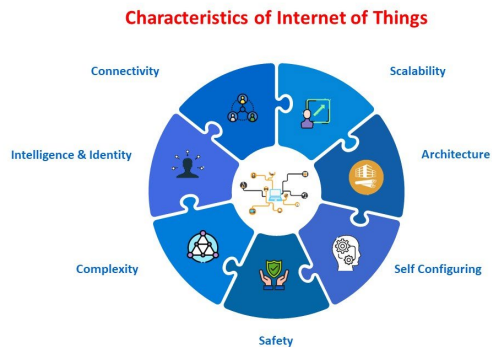 Characteristics of Internet of Things
Connectivity
Scalability
Intelligence & Identity
Architecture
Complexity
Self Configuring
Safety